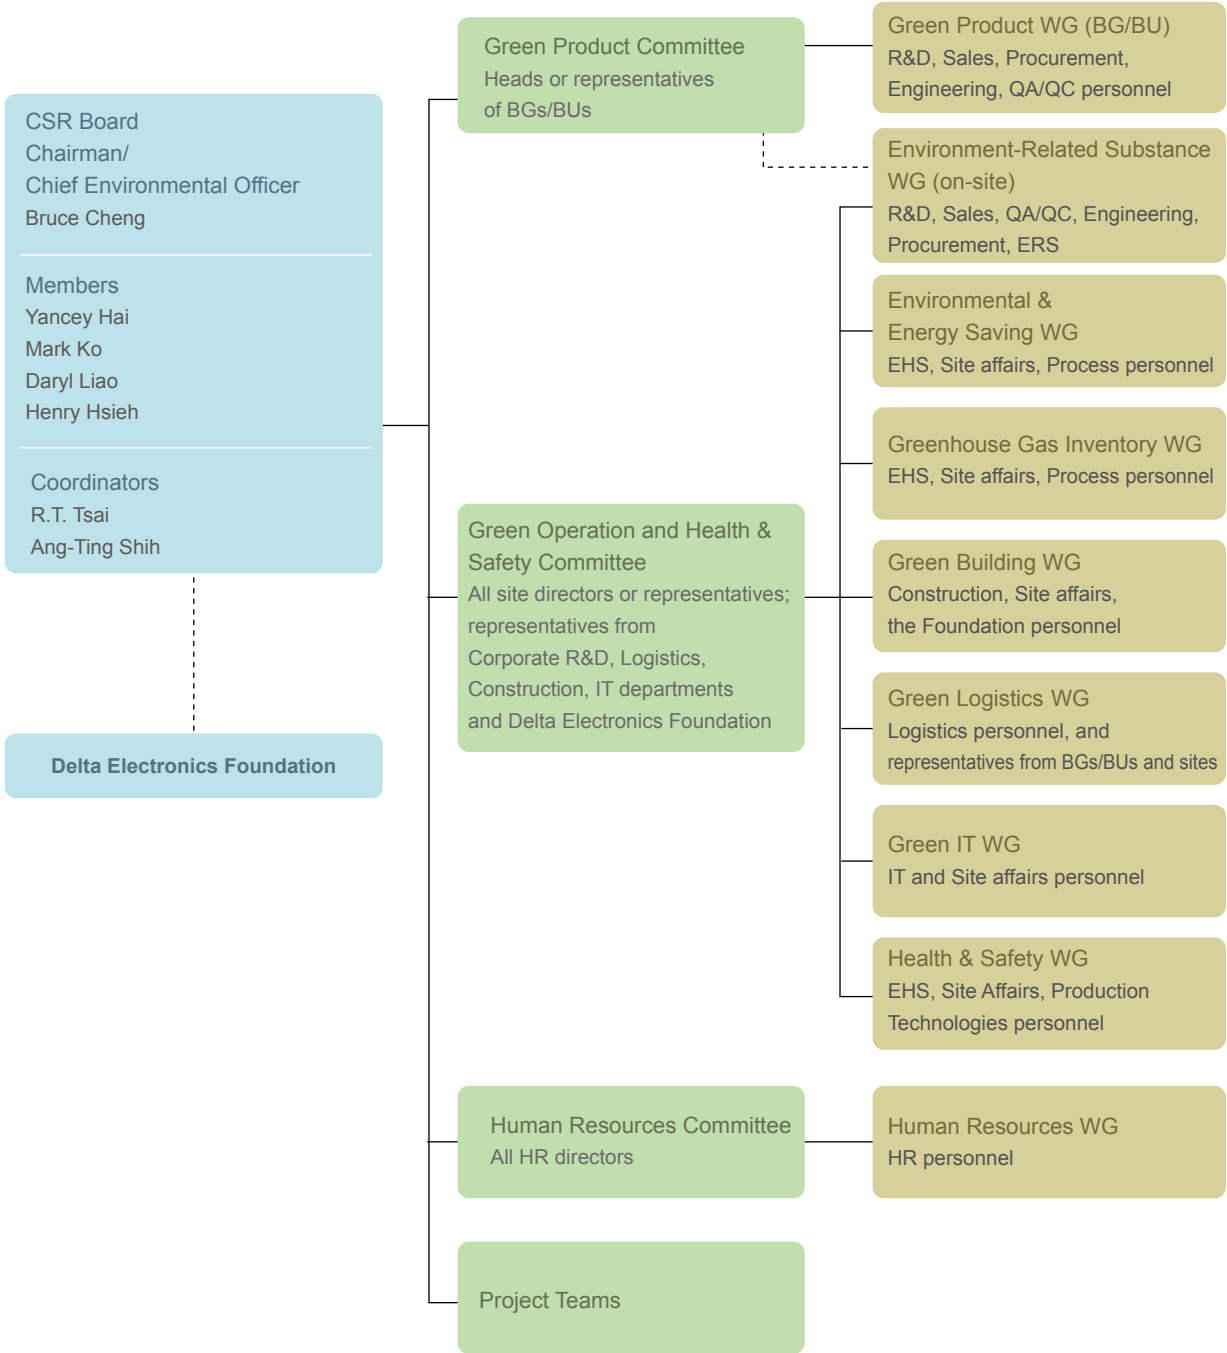 CSR Board
Chairman/
Chief Environmental Officer
Bruce Cheng
Members
Yancey Hai
Mark Ko
Daryl Liao
Henry Hsieh
Coordinators
R.T. Tsai
Ang-Ting Shih
Delta Electronics Foundation
Green Product Committee
Heads or representatives
of BGs/BUs
Green Operation and Health &
Safety Committee
All site directors or representatives;
representatives from
Corporate R&D, Logistics,
Construction, IT departments
and Delta Electronics Foundation
Human Resources Committee
All HR directors
Project Teams
Green Product WG (BG/BU)
R&D, Sales, Procurement,
Engineering, QA/QC personnel
Environment-Related Substance
WG (on-site)
R&D, Sales, QA/QC, Engineering,
Procurement, ERS
Environmental &
Energy Saving WG
EHS, Site affairs, Process personnel
Greenhouse Gas Inventory WG
EHS, Site affairs, Process personnel
Green Building WG
Construction, Site affairs,
the Foundation personnel
Green Logistics WG
Logistics personnel, and
representatives from BGs/BUs and sites
Green IT WG
IT and Site affairs personnel
Health & Safety WG
EHS, Site Affairs, Production
Technologies personnel
Human Resources WG
HR personnel